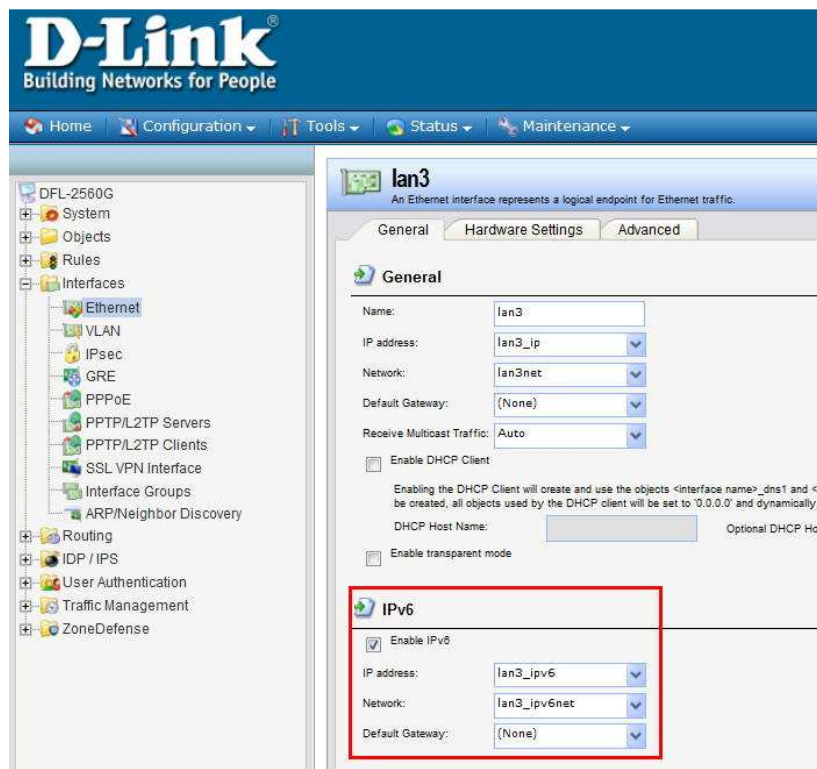 D-Link®
Building Networks for People
Home Configuration Tools Status Maintenance
DFL-2560G
System
Objects
Rules
Interfaces
Ethernet
VLAN
IPsec
GRE
PPPoE
PPTP/L2TP Servers
PPTP/L2TP Clients
SSL VPN Interface
Interface Groups
ARP/Neighbor Discovery
Routing
IDP / IPS
User Authentication
Traffic Management
ZoneDefense
lan3
An Ethernet interface represents a logical endpoint for Ethernet traffic.
General Hardware Settings Advanced
General
Name: lan3
IP address: lan3_ip
Network: lan3net
Default Gateway: (None)
Receive Multicast Traffic: Auto
Enable DHCP Client
Enabling the DHCP Client will create and use the objects <interface name>_dns1 and <
be created, all objects used by the DHCP client will be set to '0.0.0.0' and dynamically
DHCP Host Name: Optional DHCP Ho
Enable transparent mode
IPv6
Enable IPv6
IP address: lan3_ipv6
Network: lan3_ipv6net
Default Gateway: (None)